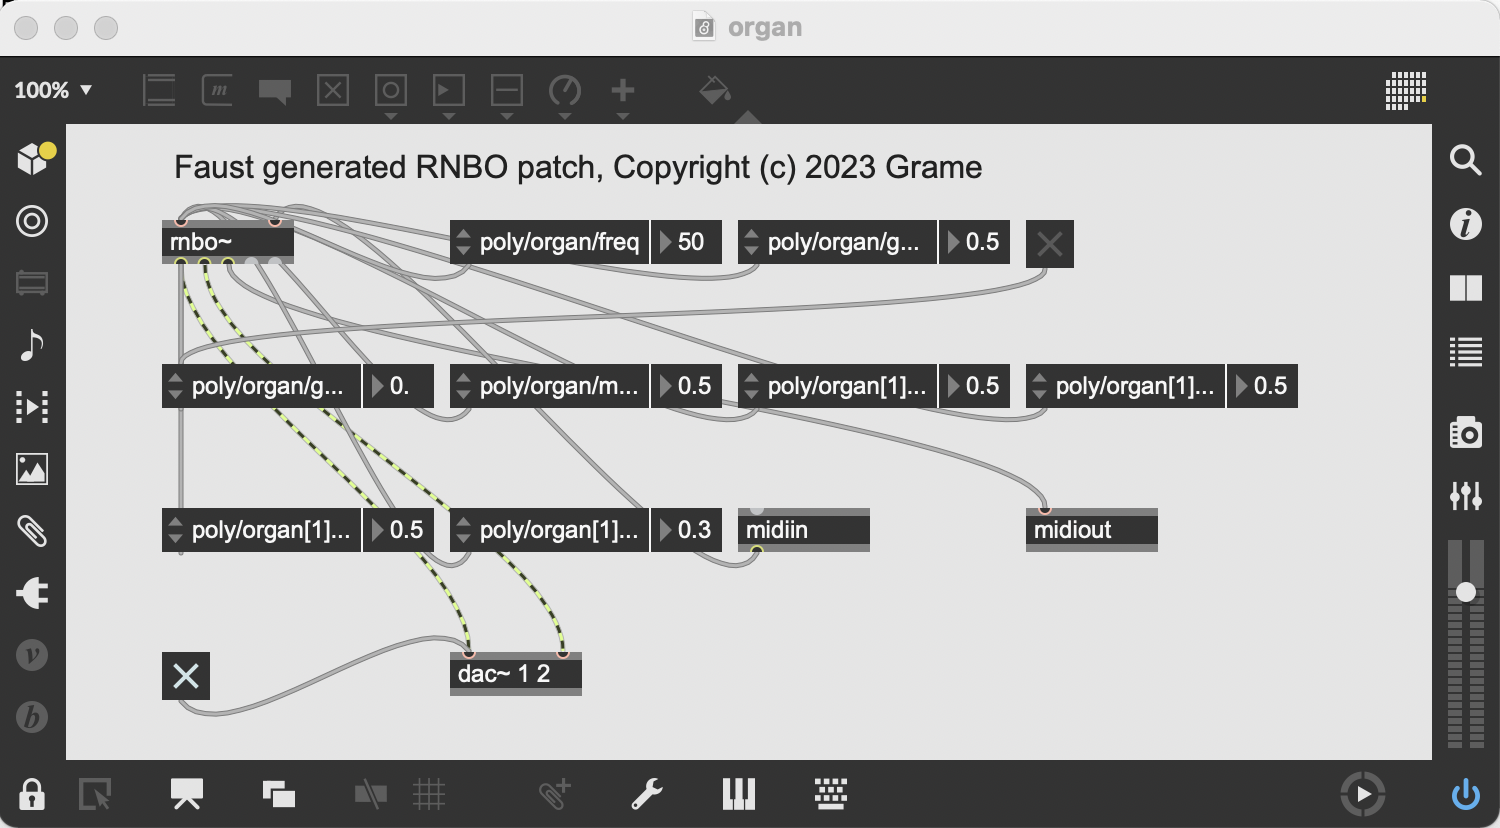 organ
100%
m
Faust generated RNBO patch, Copyright (c) 2023 Grame
rnbo~
poly/organ/freq 50 poly/organ/g... 0.5
poly/organ/g... 0. poly/organ/m... 0.5 poly/organ[1]... 0.5 poly/organ[1]... 0.5
poly/organ[1]... 0.5 poly/organ[1]... 0.3 midiin midiout
dac~ 1 2
i
v
b